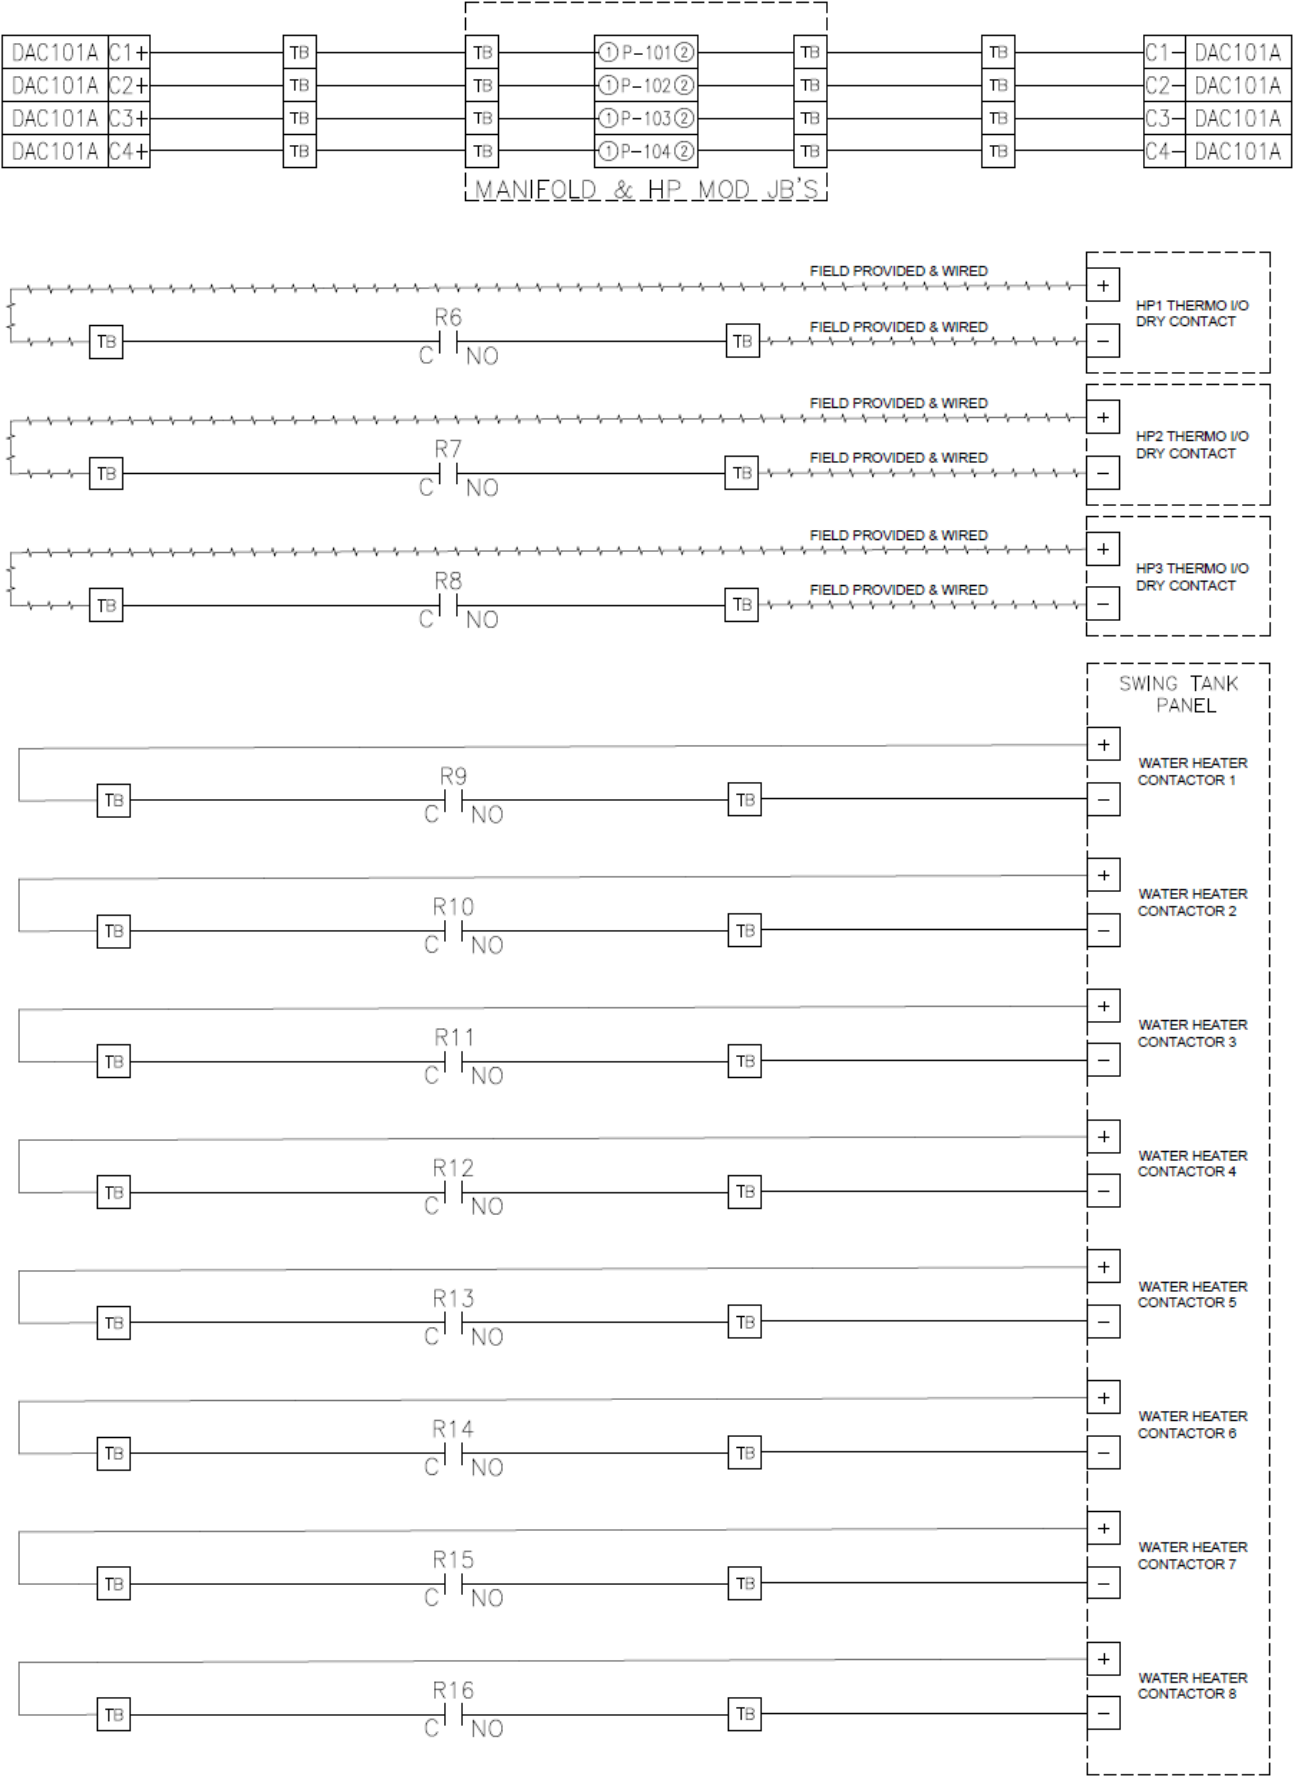 DAC101A C1+ TB TB ①P-101② TB TB C1- DAC101A
DAC101A C2+ TB TB ①P-102② TB TB C2- DAC101A
DAC101A C3+ TB TB ①P-103② TB TB C3- DAC101A
DAC101A C4+ TB TB ①P-104② TB TB C4- DAC101A
MANIFOLD & HP MOD JB'S
FIELD PROVIDED & WIRED
+
HP1 THERMO I/O
DRY CONTACT
R6
FIELD PROVIDED & WIRED
TB C NO TB -
FIELD PROVIDED & WIRED
+
HP2 THERMO I/O
DRY CONTACT
R7
FIELD PROVIDED & WIRED
TB C NO TB -
FIELD PROVIDED & WIRED
+
HP3 THERMO I/O
DRY CONTACT
R8
FIELD PROVIDED & WIRED
TB C NO TB -
SWING TANK
PANEL
+
WATER HEATER
CONTACTOR 1
R9
TB C NO TB -
+
WATER HEATER
CONTACTOR 2
R10
TB C NO TB -
+
WATER HEATER
CONTACTOR 3
R11
TB C NO TB -
+
WATER HEATER
CONTACTOR 4
R12
TB C NO TB -
+
WATER HEATER
CONTACTOR 5
R13
TB C NO TB -
+
WATER HEATER
CONTACTOR 6
R14
TB C NO TB -
+
WATER HEATER
CONTACTOR 7
R15
TB C NO TB -
+
WATER HEATER
CONTACTOR 8
R16
TB C NO TB -